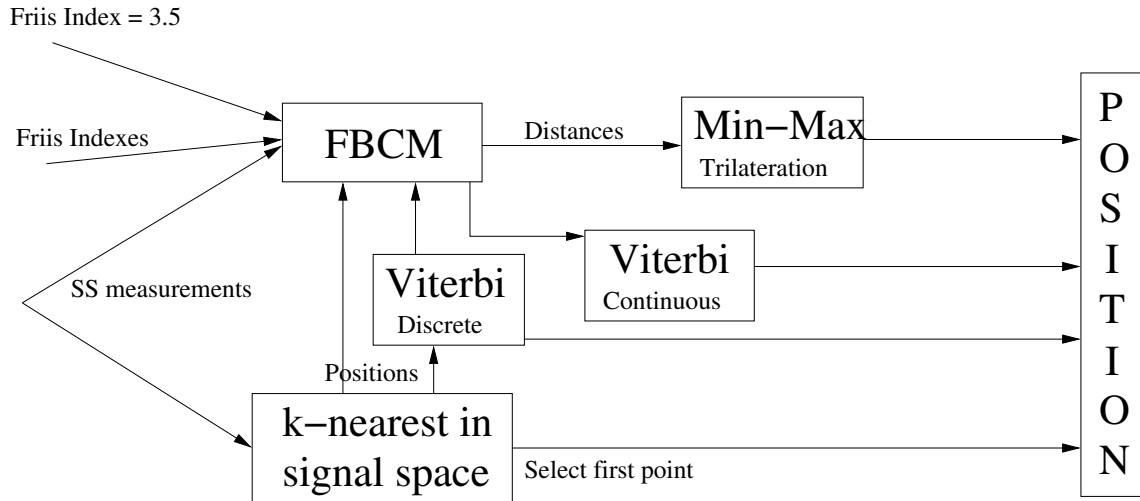 Friis Index = 3.5
Friis Indexes
SS measurements
FBCM
Distances
Min−Max
Trilateration
Viterbi
Continuous
Viterbi
Discrete
Positions
k−nearest in
signal space
Select first point
P
O
S
I
T
I
O
N